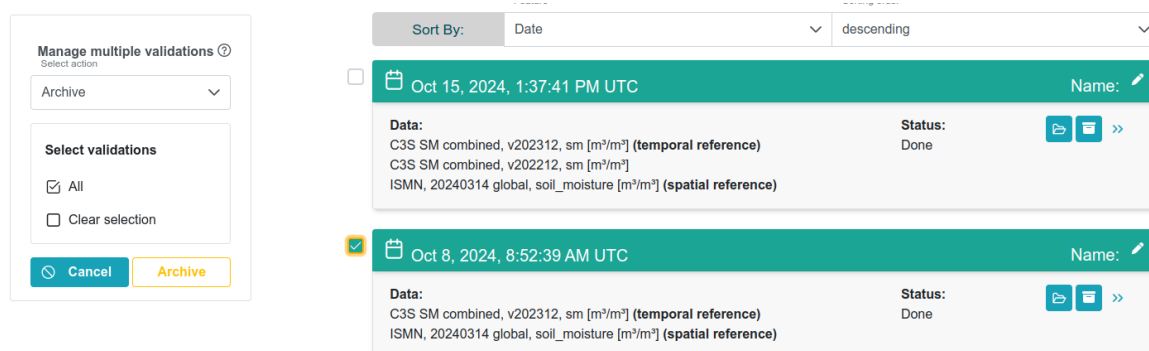 Manage multiple validations
Select action
Archive
Select validations
All
Clear selection
Cancel
Archive
Sort By:
Date
descending
Oct 15, 2024, 1:37:41 PM UTC
Name:
Data:
C3S SM combined, v202312, sm [m³/m³] (temporal reference)
C3S SM combined, v202212, sm [m³/m³]
ISMN, 20240314 global, soil_moisture [m³/m³] (spatial reference)
Status:
Done
Oct 8, 2024, 8:52:39 AM UTC
Name:
Data:
C3S SM combined, v202312, sm [m³/m³] (temporal reference)
ISMN, 20240314 global, soil_moisture [m³/m³] (spatial reference)
Status:
Done